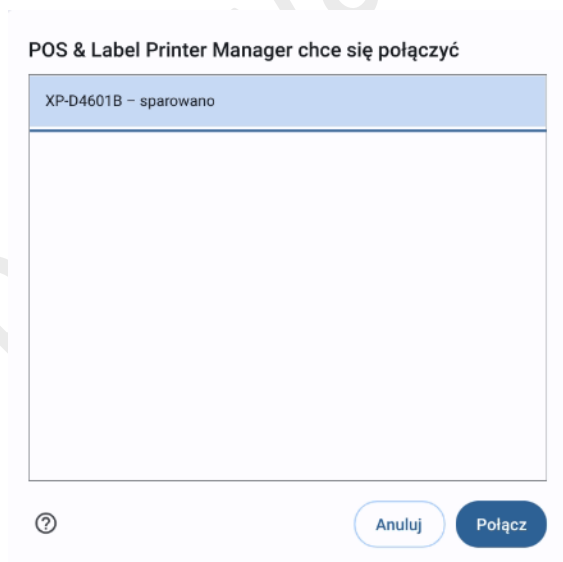 POS & Label Printer Manager chce się połączyć
XP-D4601B – sparowano
Anuluj
Połącz